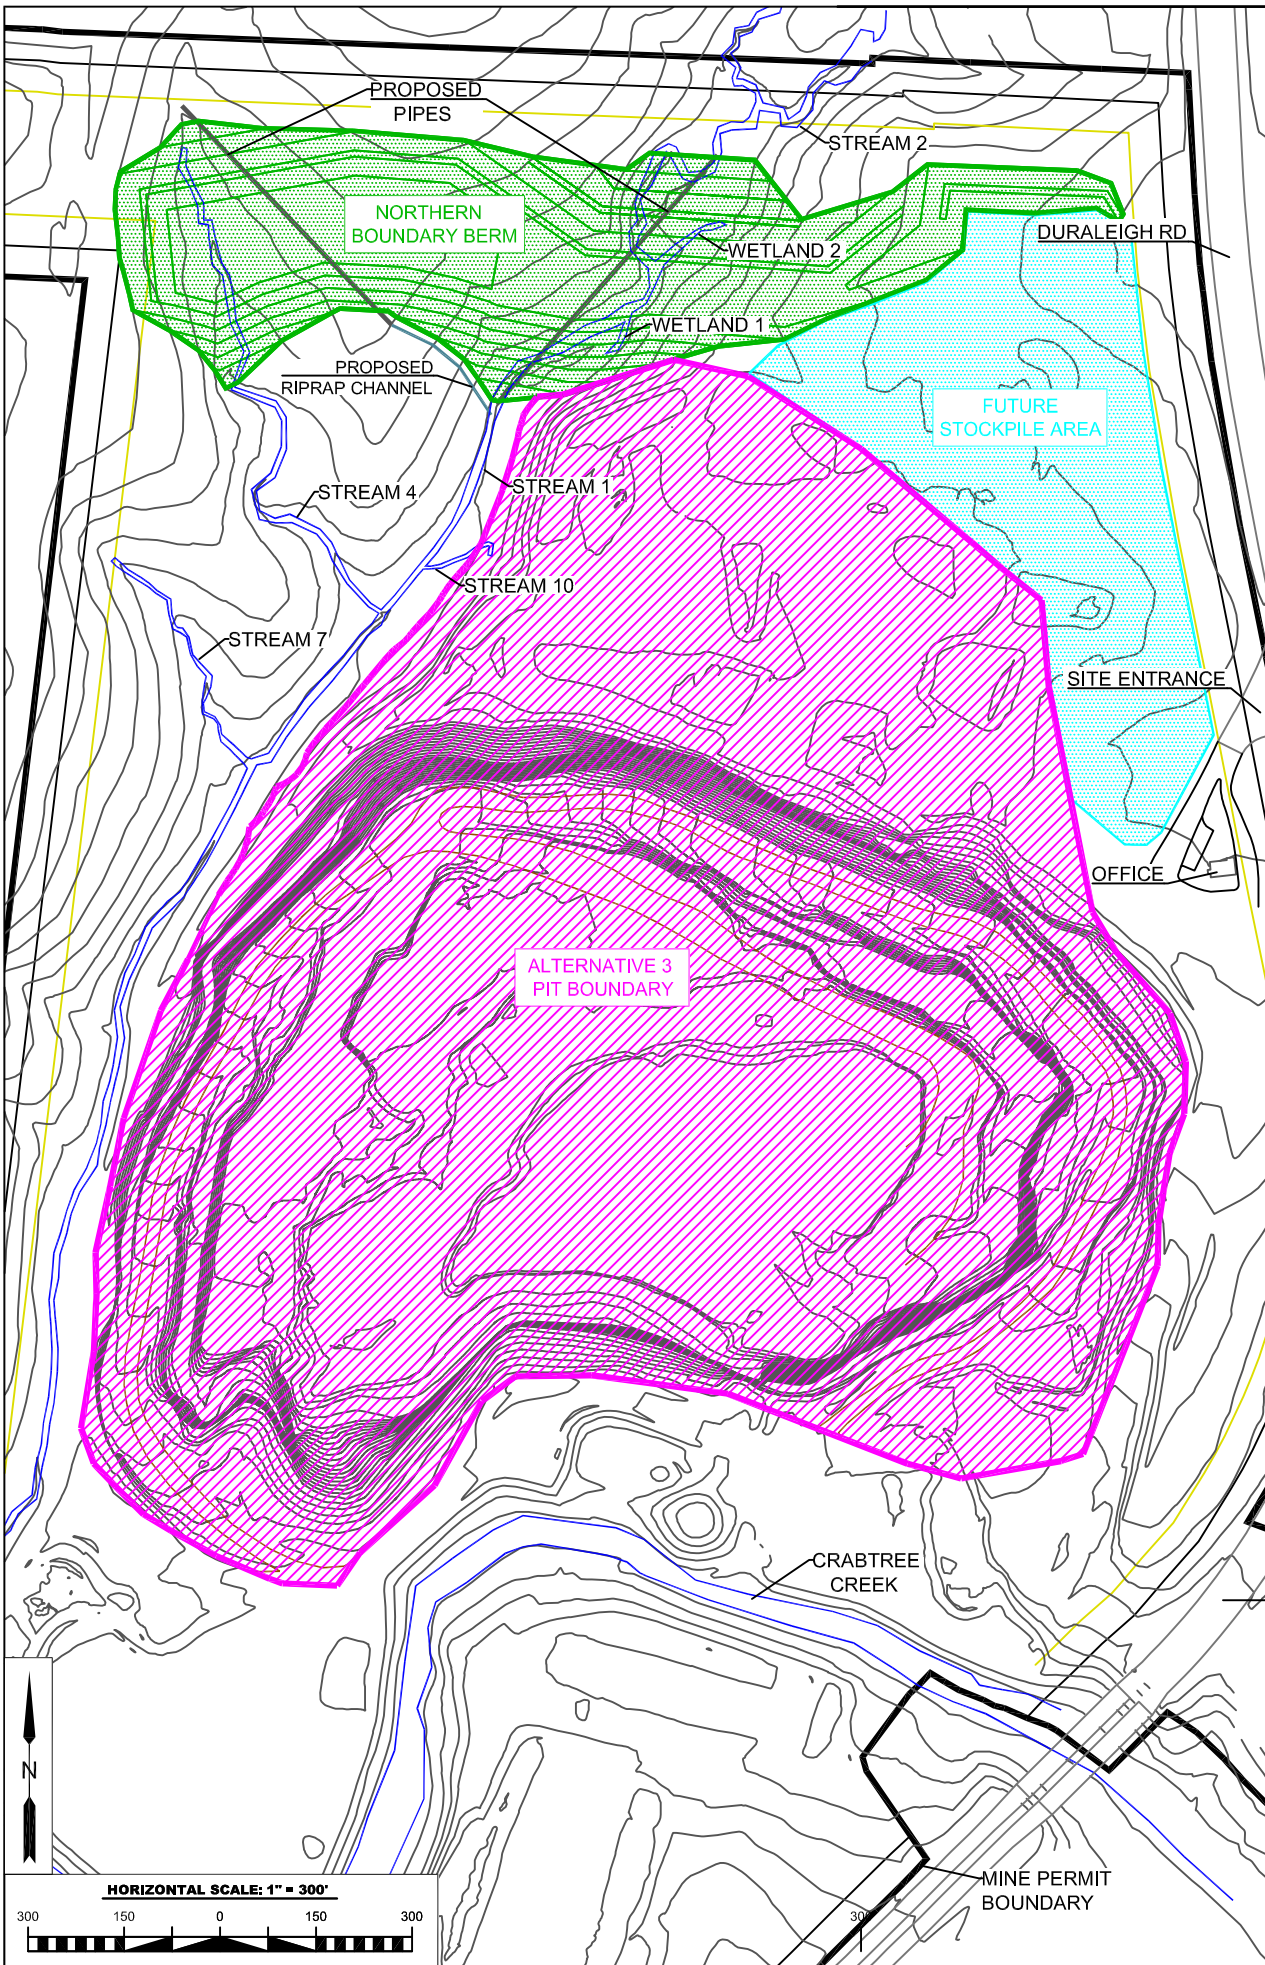 PROPOSED
PIPES
STREAM 2
NORTHERN
BOUNDARY BERM
DURALEIGH RD
WETLAND 2
WETLAND 1
PROPOSED
RIPRAP CHANNEL
FUTURE
STOCKPILE AREA
STREAM 4
STREAM 1
STREAM 10
STREAM 7
SITE ENTRANCE
OFFICE
ALTERNATIVE 3
PIT BOUNDARY
CRABTREE
CREEK
N
MINE PERMIT
BOUNDARY
HORIZONTAL SCALE: 1" = 300'
300 150 0 150 300